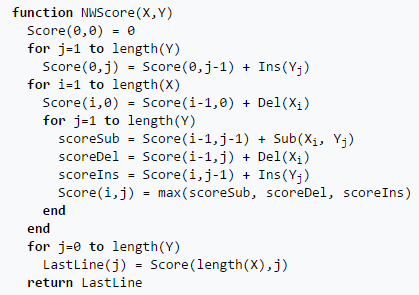 function NWScore(X,Y)
  Score(0,0) = 0
  for j=1 to length(Y)
    Score(0,j) = Score(0,j-1) + Ins(Yj)
  for i=1 to length(X)
    Score(i,0) = Score(i-1,0) + Del(Xi)
    for j=1 to length(Y)
      scoreSub = Score(i-1,j-1) + Sub(Xi, Yj)
      scoreDel = Score(i-1,j) + Del(Xi)
      scoreIns = Score(i,j-1) + Ins(Yj)
      Score(i,j) = max(scoreSub, scoreDel, scoreIns)
    end
  end
  for j=0 to length(Y)
    LastLine(j) = Score(length(X),j)
  return LastLine